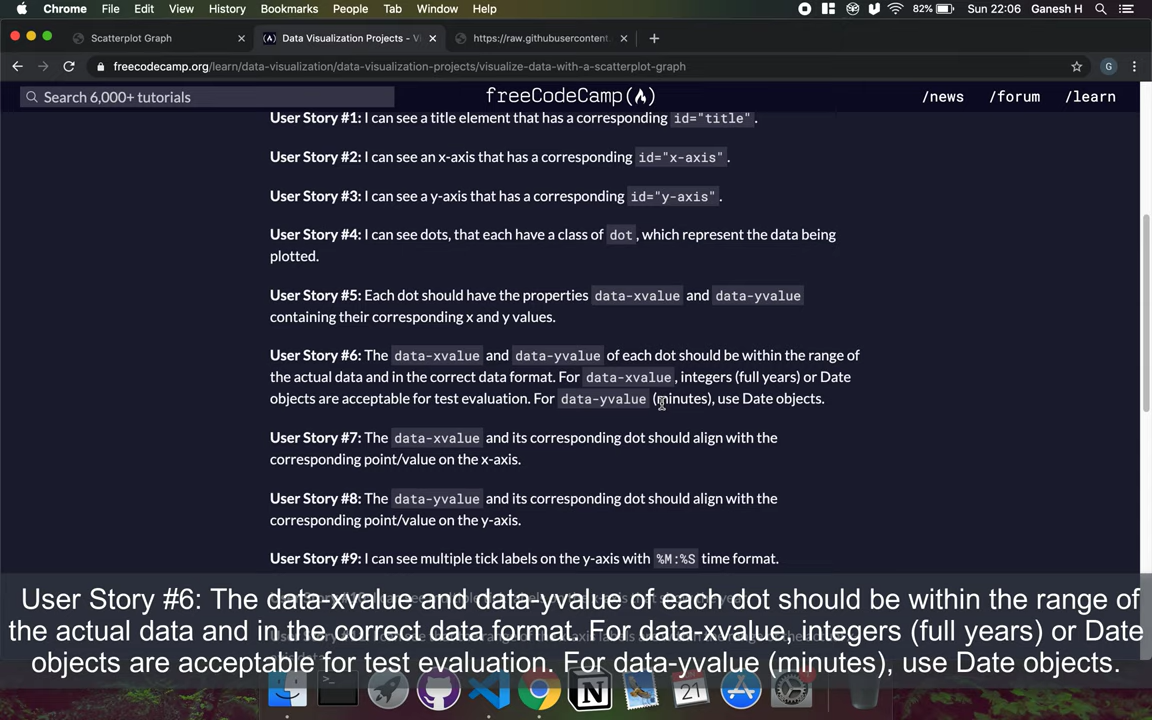 Chrome File Edit View History Bookmarks People Tab Window Help 82% Sun 22:06 Ganesh H
Scatterplot Graph Data Visualization Projects - V https://raw.githubusercontent.
freecodecamp.org/learn/data-visualization/data-visualization-projects/visualize-data-with-a-scatterplot-graph G
Search 6,000+ tutorials freeCodeCamp /news /forum /learn
User Story #1: I can see a title element that has a corresponding id="title".
User Story #2: I can see an x-axis that has a corresponding id="x-axis".
User Story #3: I can see a y-axis that has a corresponding id="y-axis".
User Story #4: I can see dots, that each have a class of dot, which represent the data being
plotted.
User Story #5: Each dot should have the properties data-xvalue and data-yvalue
containing their corresponding x and y values.
User Story #6: The data-xvalue and data-yvalue of each dot should be within the range of
the actual data and in the correct data format. For data-xvalue, integers (full years) or Date
objects are acceptable for test evaluation. For data-yvalue (minutes), use Date objects.
User Story #7: The data-xvalue and its corresponding dot should align with the
corresponding point/value on the x-axis.
User Story #8: The data-yvalue and its corresponding dot should align with the
corresponding point/value on the y-axis.
User Story #9: I can see multiple tick labels on the y-axis with %M:%S time format.
User Story #6: The data-xvalue and data-yvalue of each dot should be within the range of
the actual data and in the correct data format. For data-xvalue, integers (full years) or Date
objects are acceptable for test evaluation. For data-yvalue (minutes), use Date objects.